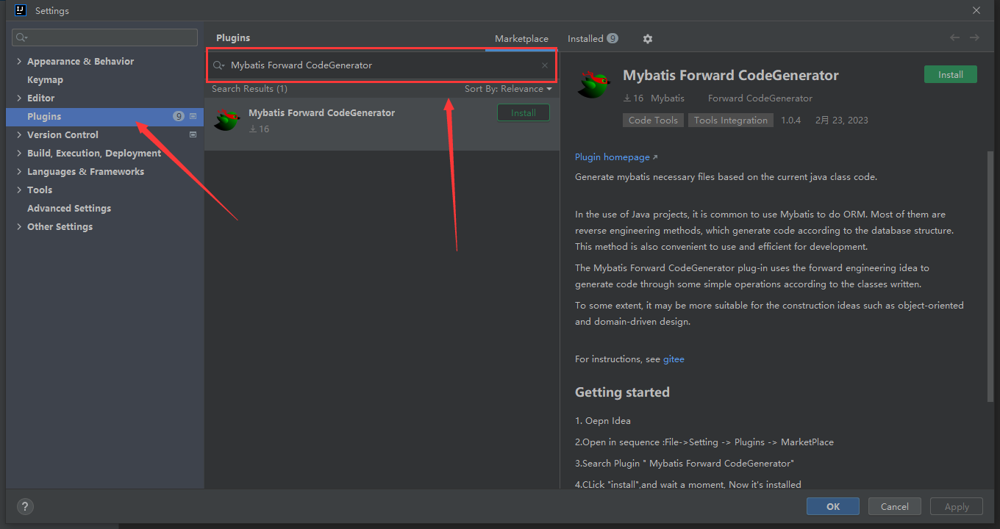 IJ
Settings
Appearance & Behavior
Keymap
Editor
Plugins 9
Version Control
Build, Execution, Deployment
Languages & Frameworks
Tools
Advanced Settings
Other Settings
Plugins
Marketplace
Installed 9
Mybatis Forward CodeGenerator
Search Results (1)
Sort By: Relevance
Mybatis Forward CodeGenerator
16
Install
Mybatis Forward CodeGenerator
Install
16 Mybatis Forward CodeGenerator
Code Tools Tools Integration 1.0.4 2月 23, 2023
Plugin homepage
Generate mybatis necessary files based on the current java class code.
In the use of Java projects, it is common to use Mybatis to do ORM. Most of them are
reverse engineering methods, which generate code according to the database structure.
This method is also convenient to use and efficient for development.
The Mybatis Forward CodeGenerator plug-in uses the forward engineering idea to
generate code through some simple operations according to the classes written.
To some extent, it may be more suitable for the construction ideas such as object-oriented
and domain-driven design.
For instructions, see gitee
Getting started
1. Oepn Idea
2.Open in sequence :File->Setting -> Plugins -> MarketPlace
3.Search Plugin " Mybatis Forward CodeGenerator"
4.CLick "install",and wait a moment, Now it's installed
?
OK
Cancel
Apply